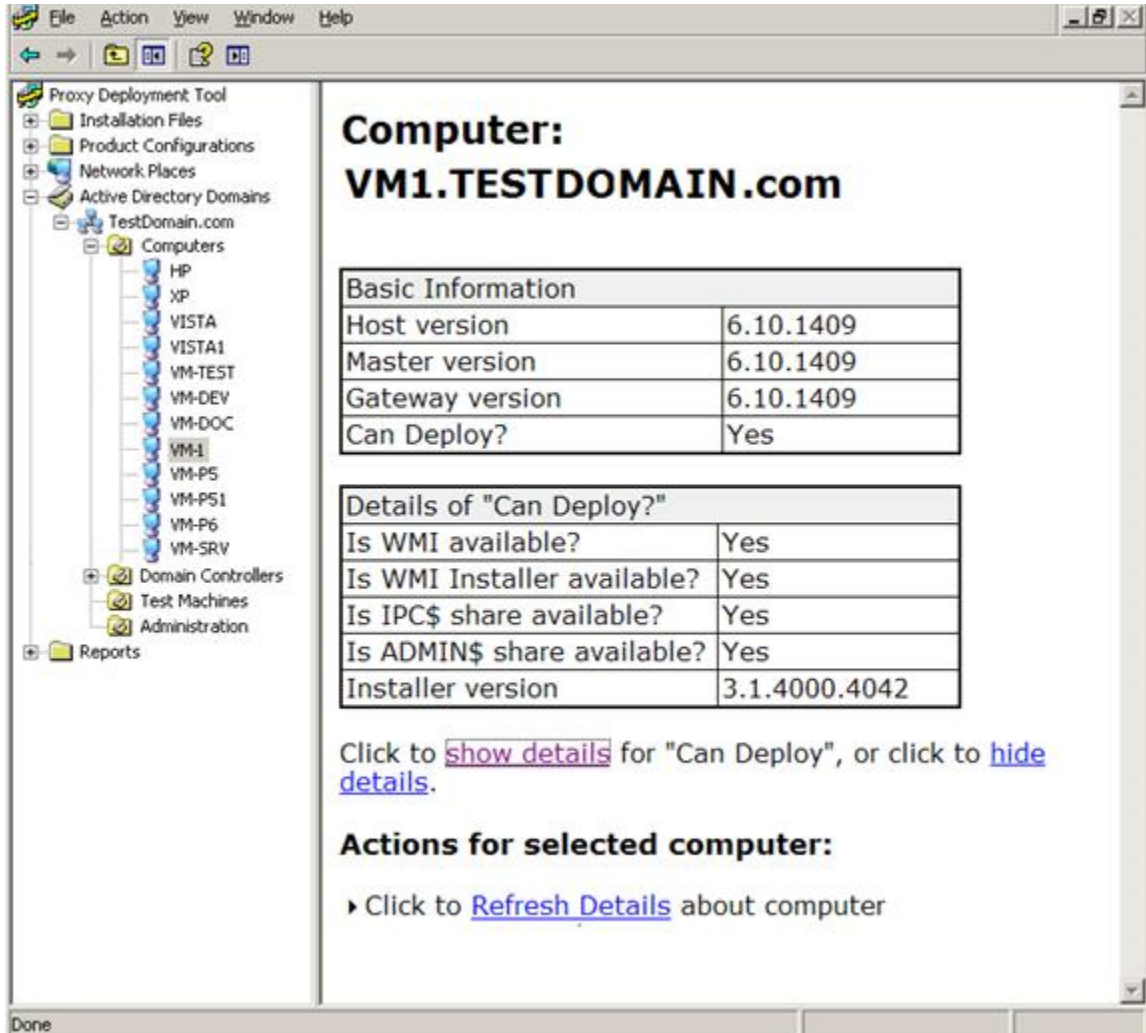 File Action View Window Help
Proxy Deployment Tool
Installation Files
Product Configurations
Network Places
Active Directory Domains
TestDomain.com
Computers
HP
XP
VISTA
VISTA1
VM-TEST
VM-DEV
VM-DOC
VM-1
VM-P5
VM-P51
VM-P6
VM-SRV
Domain Controllers
Test Machines
Administration
Reports
Computer:
VM1.TESTDOMAIN.com
Basic Information
Host version 6.10.1409
Master version 6.10.1409
Gateway version 6.10.1409
Can Deploy? Yes
Details of "Can Deploy?"
Is WMI available? Yes
Is WMI Installer available? Yes
Is IPC$ share available? Yes
Is ADMIN$ share available? Yes
Installer version 3.1.4000.4042
Click to show details for "Can Deploy", or click to hide
details.
Actions for selected computer:
Click to Refresh Details about computer
Done